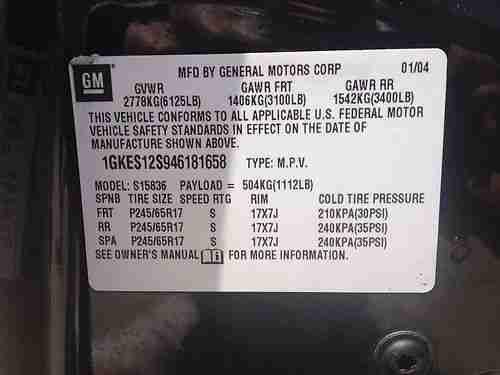 GM
MFD BY GENERAL MOTORS CORP 01/04
GVWR GAWR FRT GAWR RR
2778KG(6125LB) 1406KG(3100LB) 1542KG(3400LB)
THIS VEHICLE CONFORMS TO ALL APPLICABLE U.S. FEDERAL MOTOR
VEHICLE SAFETY STANDARDS IN EFFECT ON THE DATE OF
MANUFACTURE SHOWN ABOVE.
1GKES12S946181658 TYPE: M.P.V.
MODEL: S15836 PAYLOAD = 504KG(1112LB)
SPNB TIRE SIZE SPEED RTG RIM COLD TIRE PRESSURE
FRT P245/65R17 S 17X7J 210KPA(30PSI)
RR P245/65R17 S 17X7J 240KPA(35PSI)
SPA P245/65R17 S 17X7J 240KPA(35PSI)
SEE OWNER'S MANUAL FOR MORE INFORMATION.